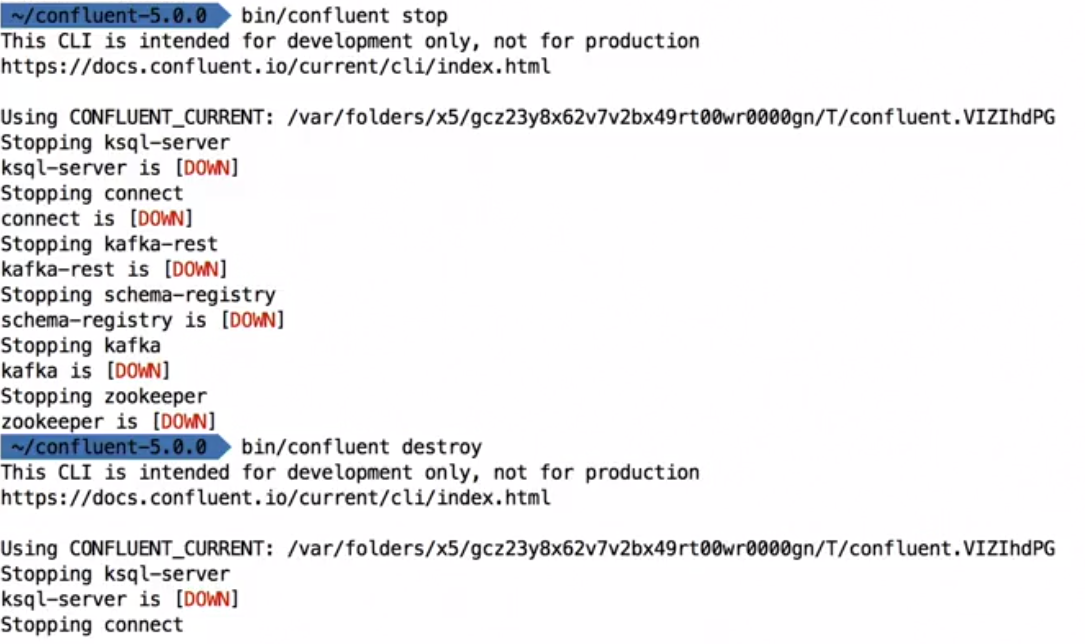 ~/confluent-5.0.0 bin/confluent stop
This CLI is intended for development only, not for production
https://docs.confluent.io/current/cli/index.html
Using CONFLUENT_CURRENT: /var/folders/x5/gcz23y8x62v7v2bx49rt00wr0000gn/T/confluent.VIZIhdPG
Stopping ksql-server
ksql-server is [DOWN]
Stopping connect
connect is [DOWN]
Stopping kafka-rest
kafka-rest is [DOWN]
Stopping schema-registry
schema-registry is [DOWN]
Stopping kafka
kafka is [DOWN]
Stopping zookeeper
zookeeper is [DOWN]
~/confluent-5.0.0 bin/confluent destroy
This CLI is intended for development only, not for production
https://docs.confluent.io/current/cli/index.html
Using CONFLUENT_CURRENT: /var/folders/x5/gcz23y8x62v7v2bx49rt00wr0000gn/T/confluent.VIZIhdPG
Stopping ksql-server
ksql-server is [DOWN]
Stopping connect